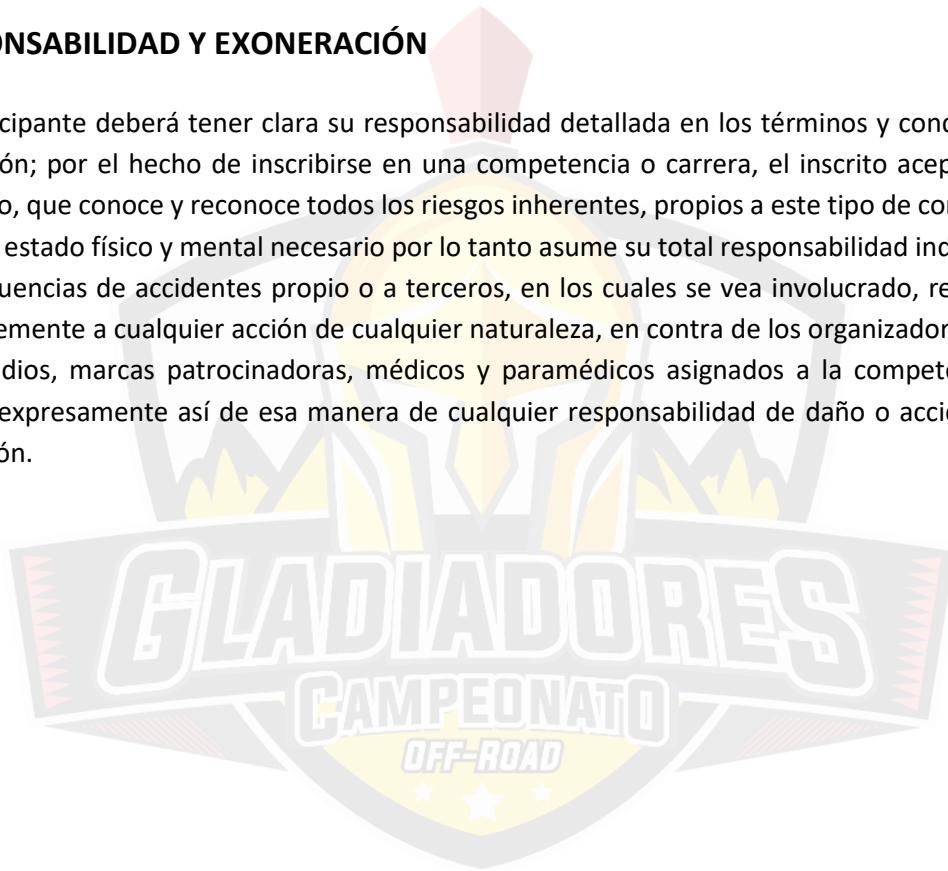 ONSABILIDAD Y EXONERACIÓN
cipante deberá tener clara su responsabilidad detallada en los términos y cond
ón; por el hecho de inscribirse en una competencia o carrera, el inscrito acep
o, que conoce y reconoce todos los riesgos inherentes, propios a este tipo de co
estado físico y mental necesario por lo tanto asume su total responsabilidad ind
uencias de accidentes propio o a terceros, en los cuales se vea involucrado, re
emente a cualquier acción de cualquier naturaleza, en contra de los organizador
dios, marcas patrocinadoras, médicos y paramédicos asignados a la compet
expresamente así de esa manera de cualquier responsabilidad de daño o accid
ón.
GLADIADORES
CAMPEONATO
OFF-ROAD